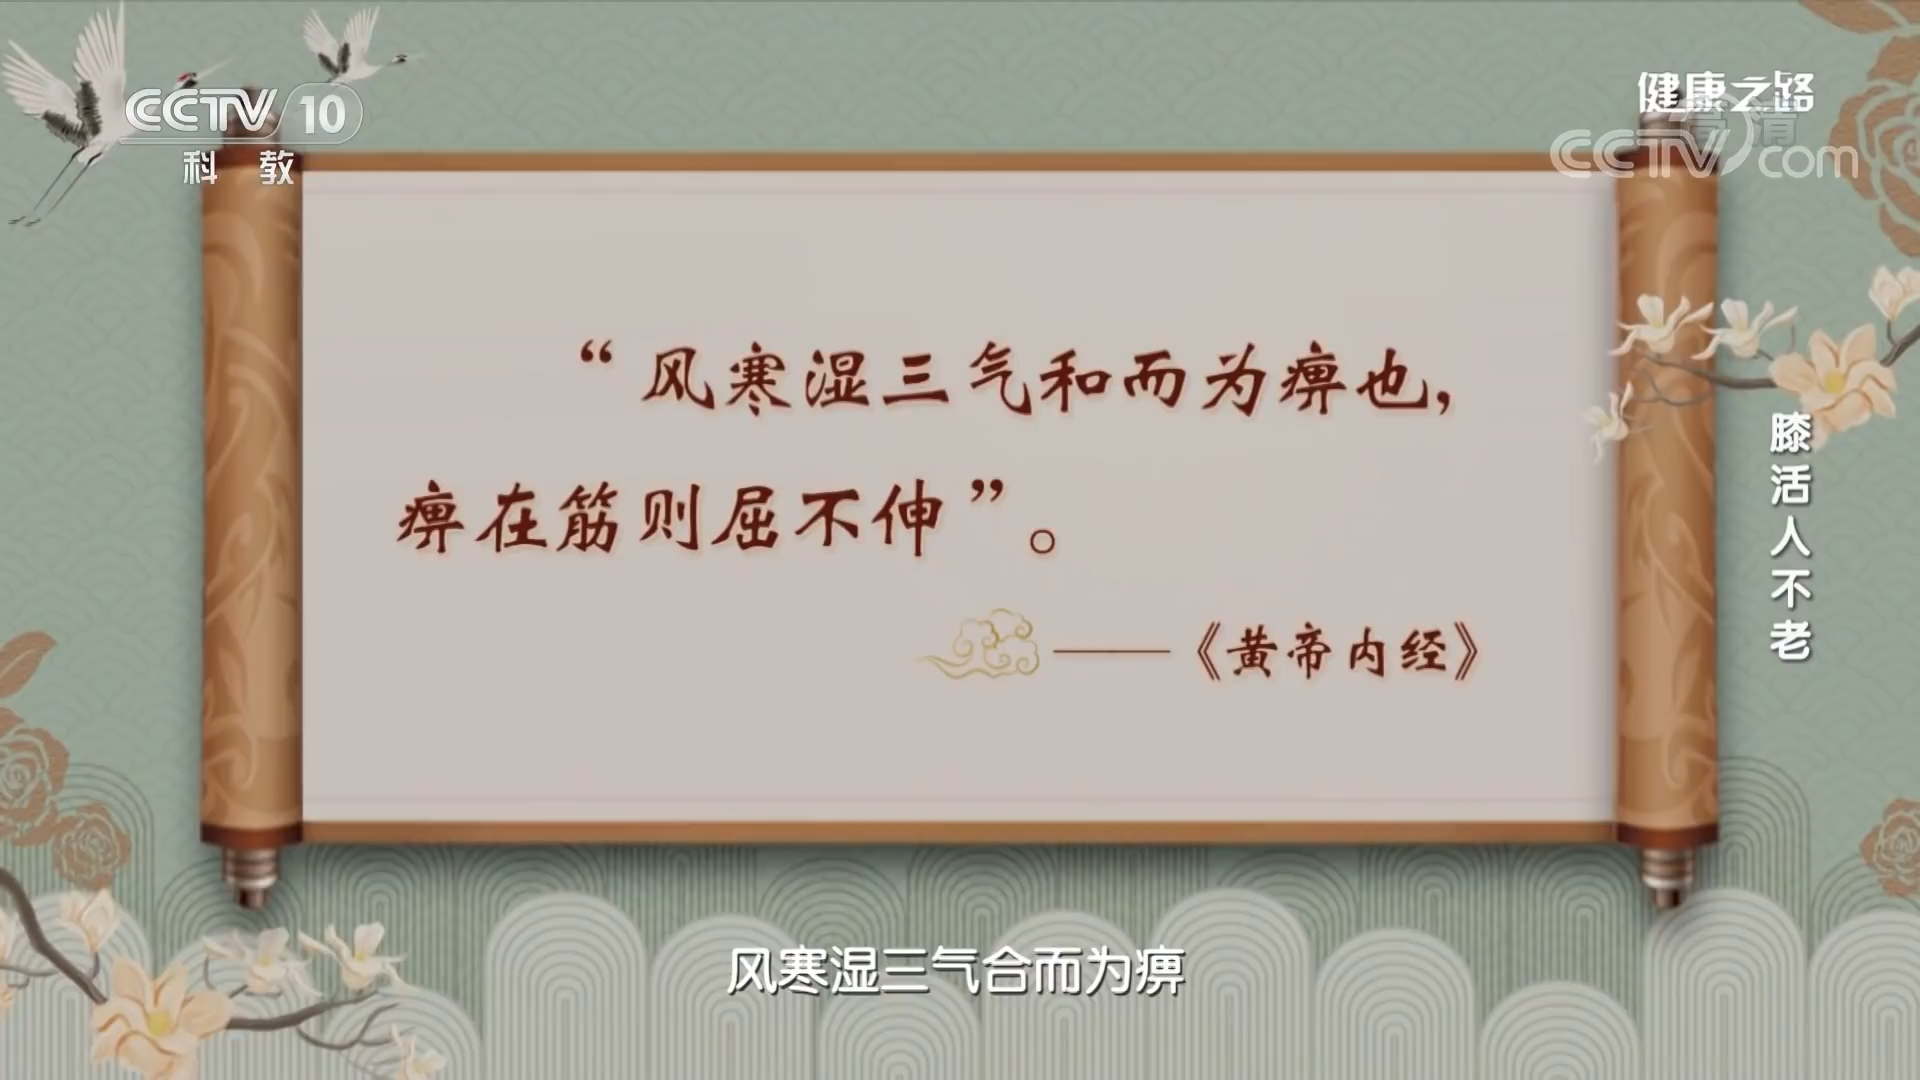 CCTV 10
科教
健康之路
高清
CCTV com
“风寒湿三气和而为痹也，
痹在筋则屈不伸”。
——《黄帝内经》
膝活人不老
风寒湿三气合而为痹